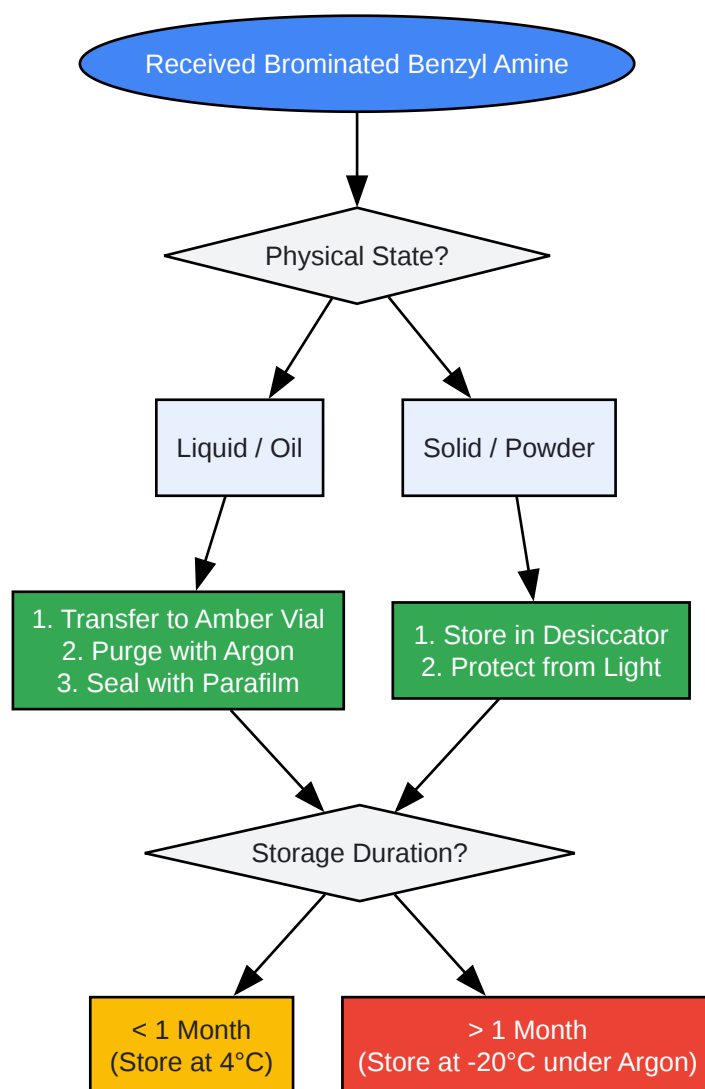 Received Brominated Benzyl Amine
Physical State?
Liquid / Oil
Solid / Powder
1. Transfer to Amber Vial
2. Purge with Argon
3. Seal with Parafilm
1. Store in Desiccator
2. Protect from Light
Storage Duration?
< 1 Month
(Store at 4°C)
> 1 Month
(Store at -20°C under Argon)